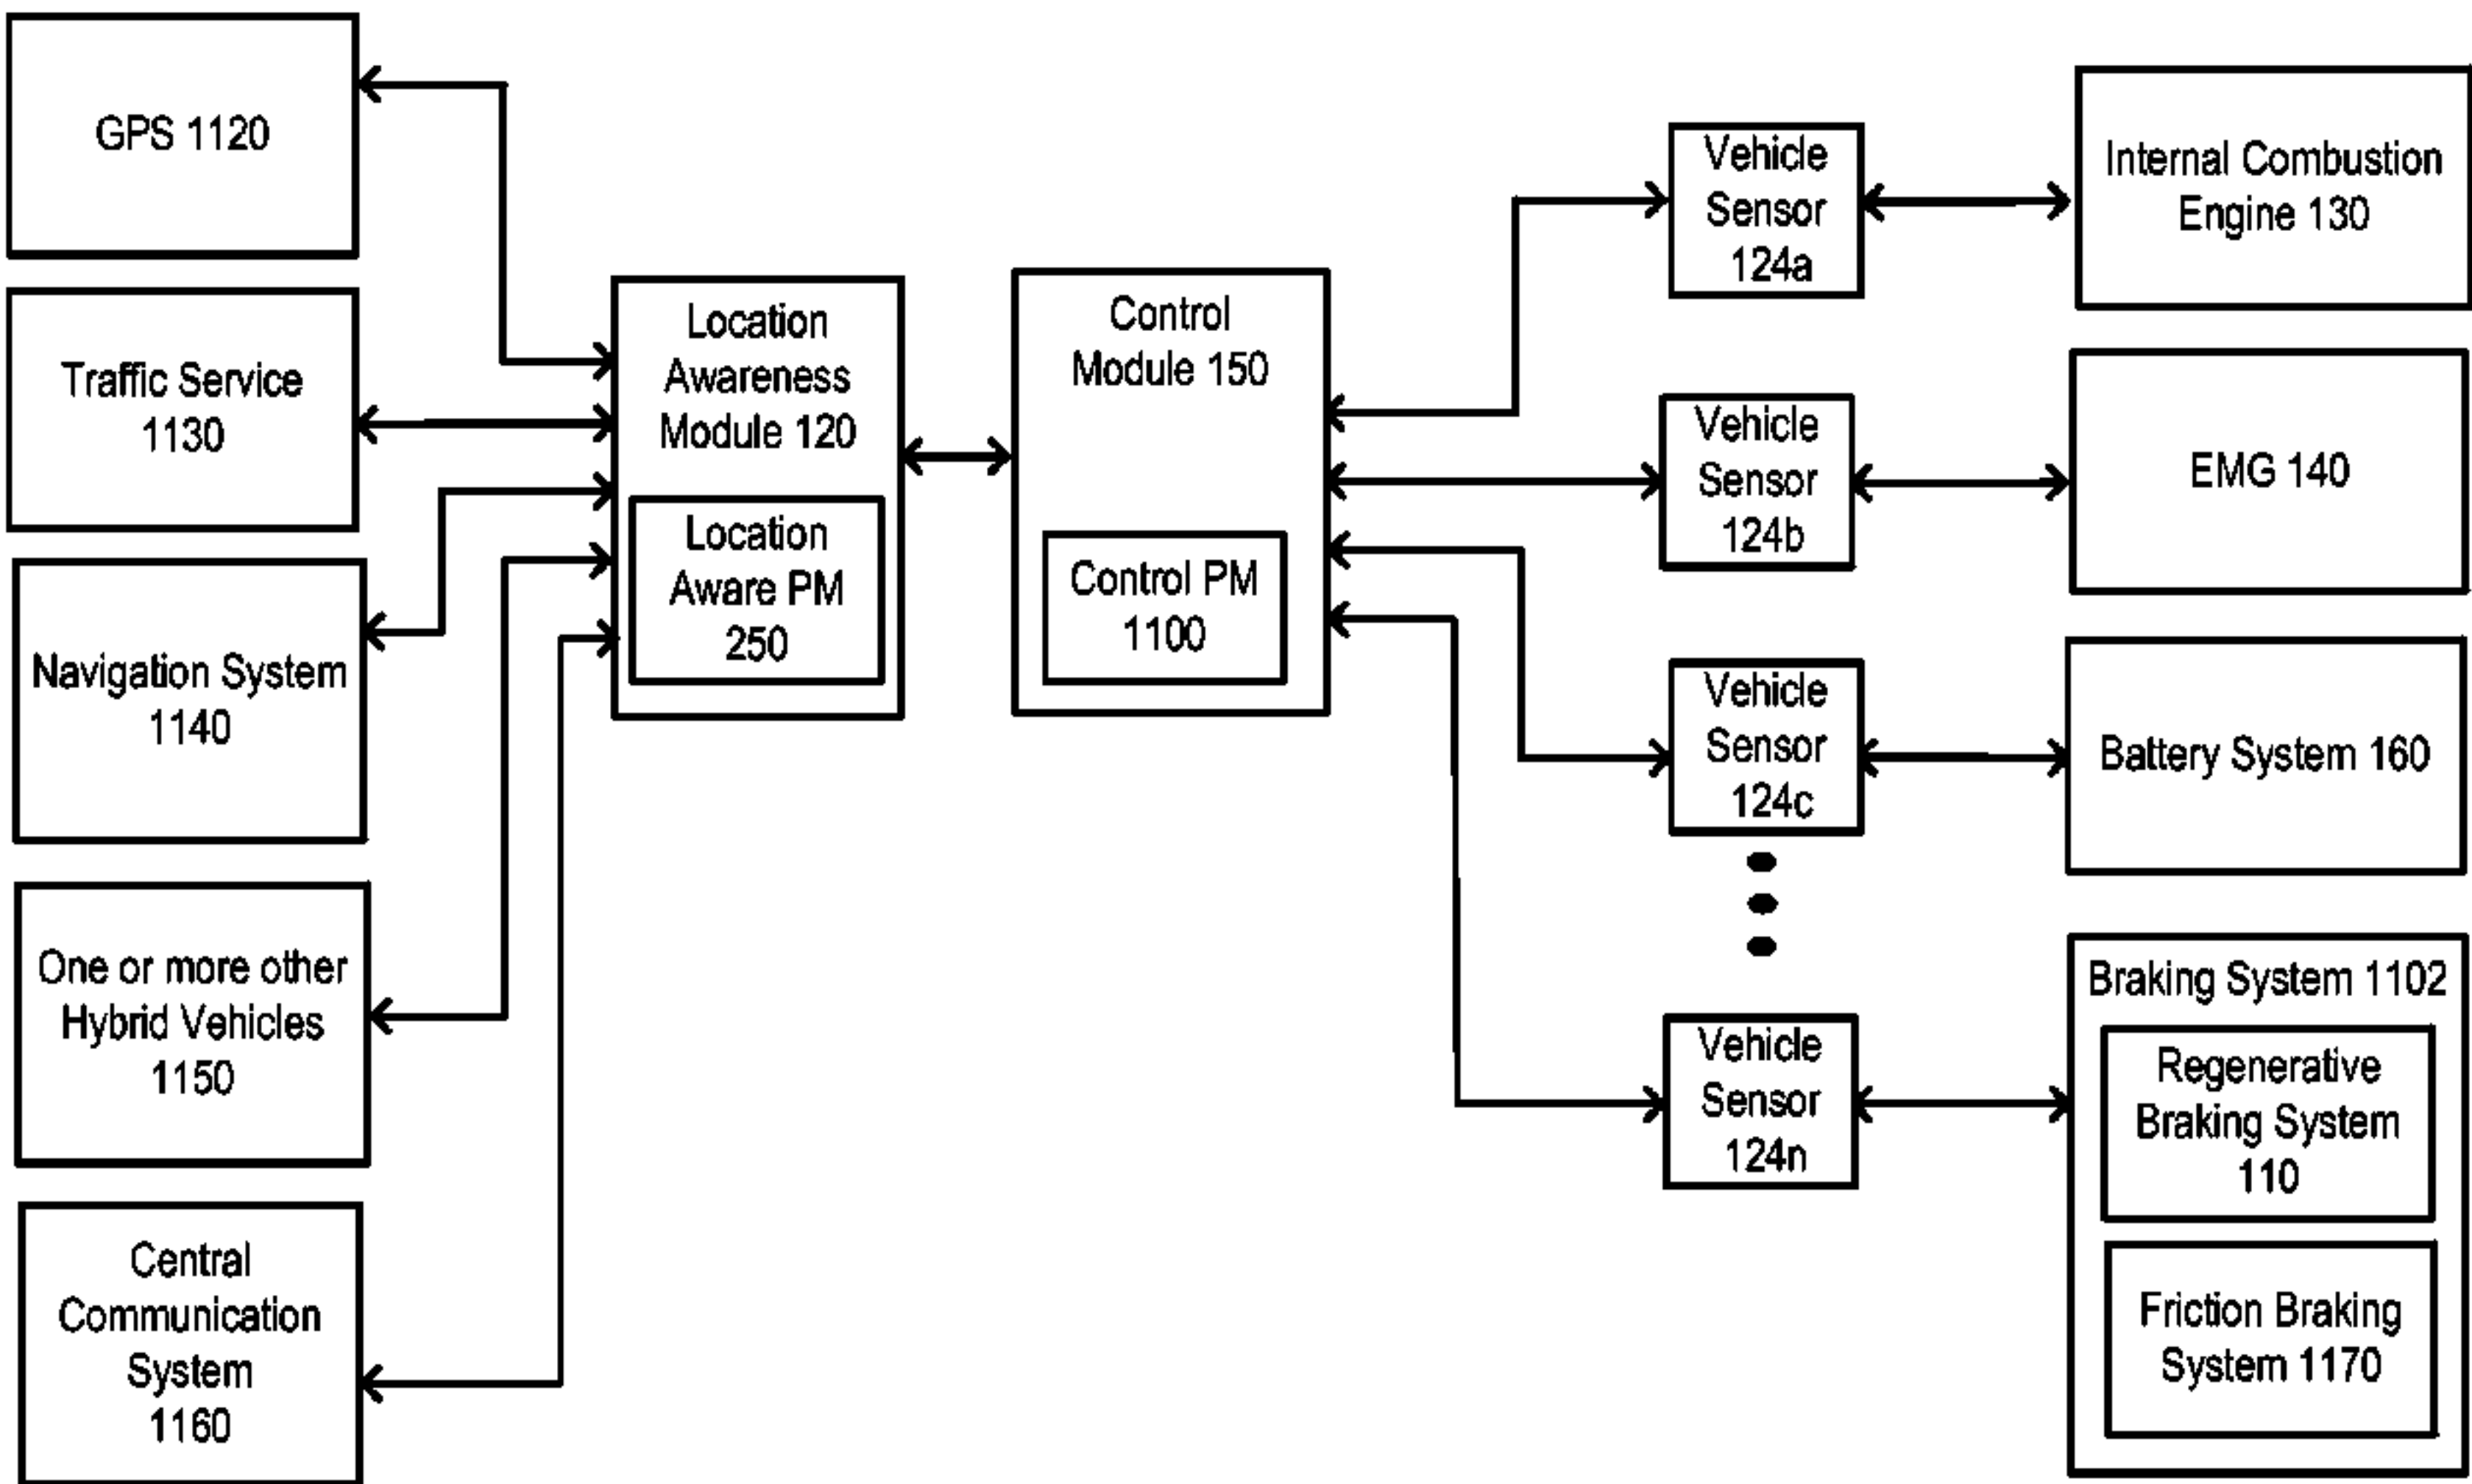 GPS 1120
Traffic Service
1130
Navigation System
1140
One or more other
Hybrid Vehicles
1150
Central
Communication
System
1160
Location
Awareness
Module 120
Location
Aware PM
250
Control
Module 150
Control PM
1100
Vehicle
Sensor
124a
Vehicle
Sensor
124b
Vehicle
Sensor
124c
Vehicle
Sensor
124n
Internal Combustion
Engine 130
EMG 140
Battery System 160
Braking System 1102
Regenerative
Braking System
110
Friction Braking
System 1170